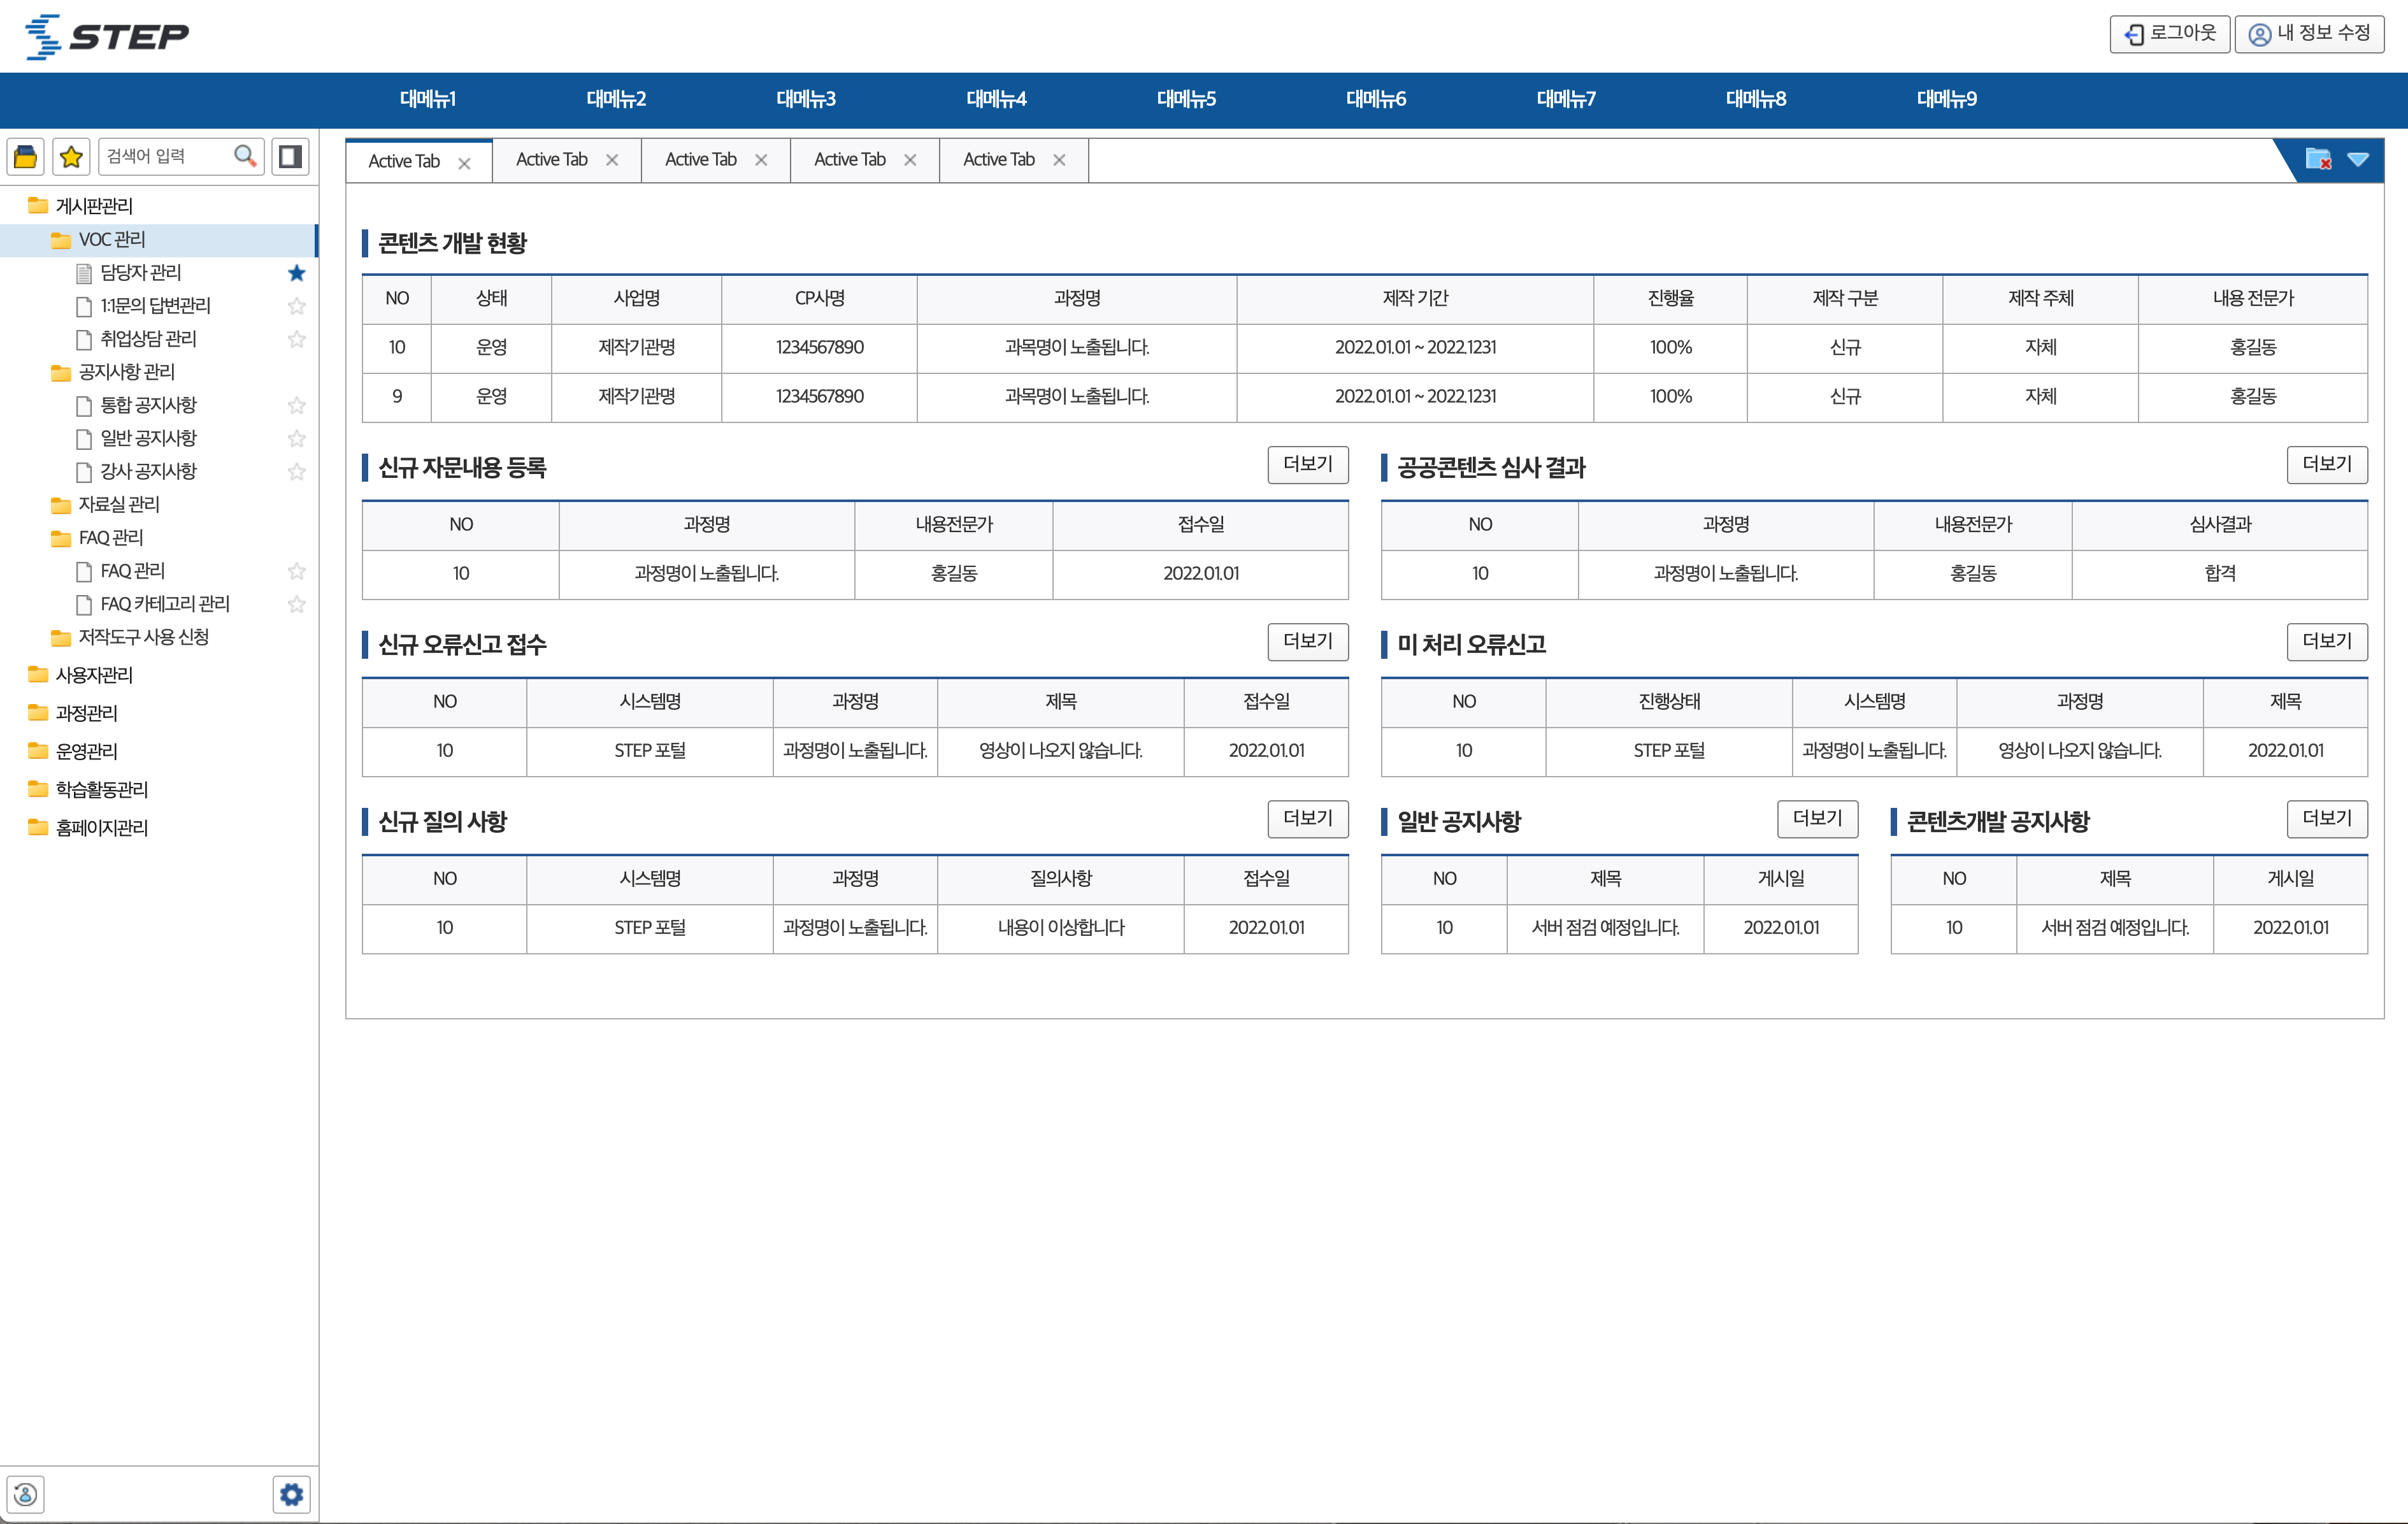 STEP
로그아웃 내 정보 수정
대메뉴1 대메뉴2 대메뉴3 대메뉴4 대메뉴5 대메뉴6 대메뉴7 대메뉴8 대메뉴9
검색어 입력
게시판관리
VOC 관리
담당자 관리
1:1문의 답변관리
취업상담 관리
공지사항 관리
통합 공지사항
일반 공지사항
강사 공지사항
자료실 관리
FAQ 관리
FAQ 관리
FAQ 카테고리 관리
저작도구 사용 신청
사용자관리
과정관리
운영관리
학습활동관리
홈페이지관리
Active Tab Active Tab Active Tab Active Tab Active Tab
콘텐츠 개발 현황
NO 상태 사업명 CP사명 과정명 제작 기간 진행율 제작 구분 제작 주체 내용 전문가
10 운영 제작기관명 1234567890 과목명이 노출됩니다. 2022.01.01 ~ 2022.1231 100% 신규 자체 홍길동
9 운영 제작기관명 1234567890 과목명이 노출됩니다. 2022.01.01 ~ 2022.1231 100% 신규 자체 홍길동
신규 자문내용 등록 더보기
NO 과정명 내용전문가 접수일
10 과정명이 노출됩니다. 홍길동 2022.01.01
공공콘텐츠 심사 결과 더보기
NO 과정명 내용전문가 심사결과
10 과정명이 노출됩니다. 홍길동 합격
신규 오류신고 접수 더보기
NO 시스템명 과정명 제목 접수일
10 STEP 포털 과정명이 노출됩니다. 영상이 나오지 않습니다. 2022.01.01
미 처리 오류신고 더보기
NO 진행상태 시스템명 과정명 제목
10 STEP 포털 과정명이 노출됩니다. 영상이 나오지 않습니다. 2022.01.01
신규 질의 사항 더보기
NO 시스템명 과정명 질의사항 접수일
10 STEP 포털 과정명이 노출됩니다. 내용이 이상합니다 2022.01.01
일반 공지사항 더보기
NO 제목 게시일
10 서버 점검 예정입니다. 2022.01.01
콘텐츠개발 공지사항 더보기
NO 제목 게시일
10 서버 점검 예정입니다. 2022.01.01